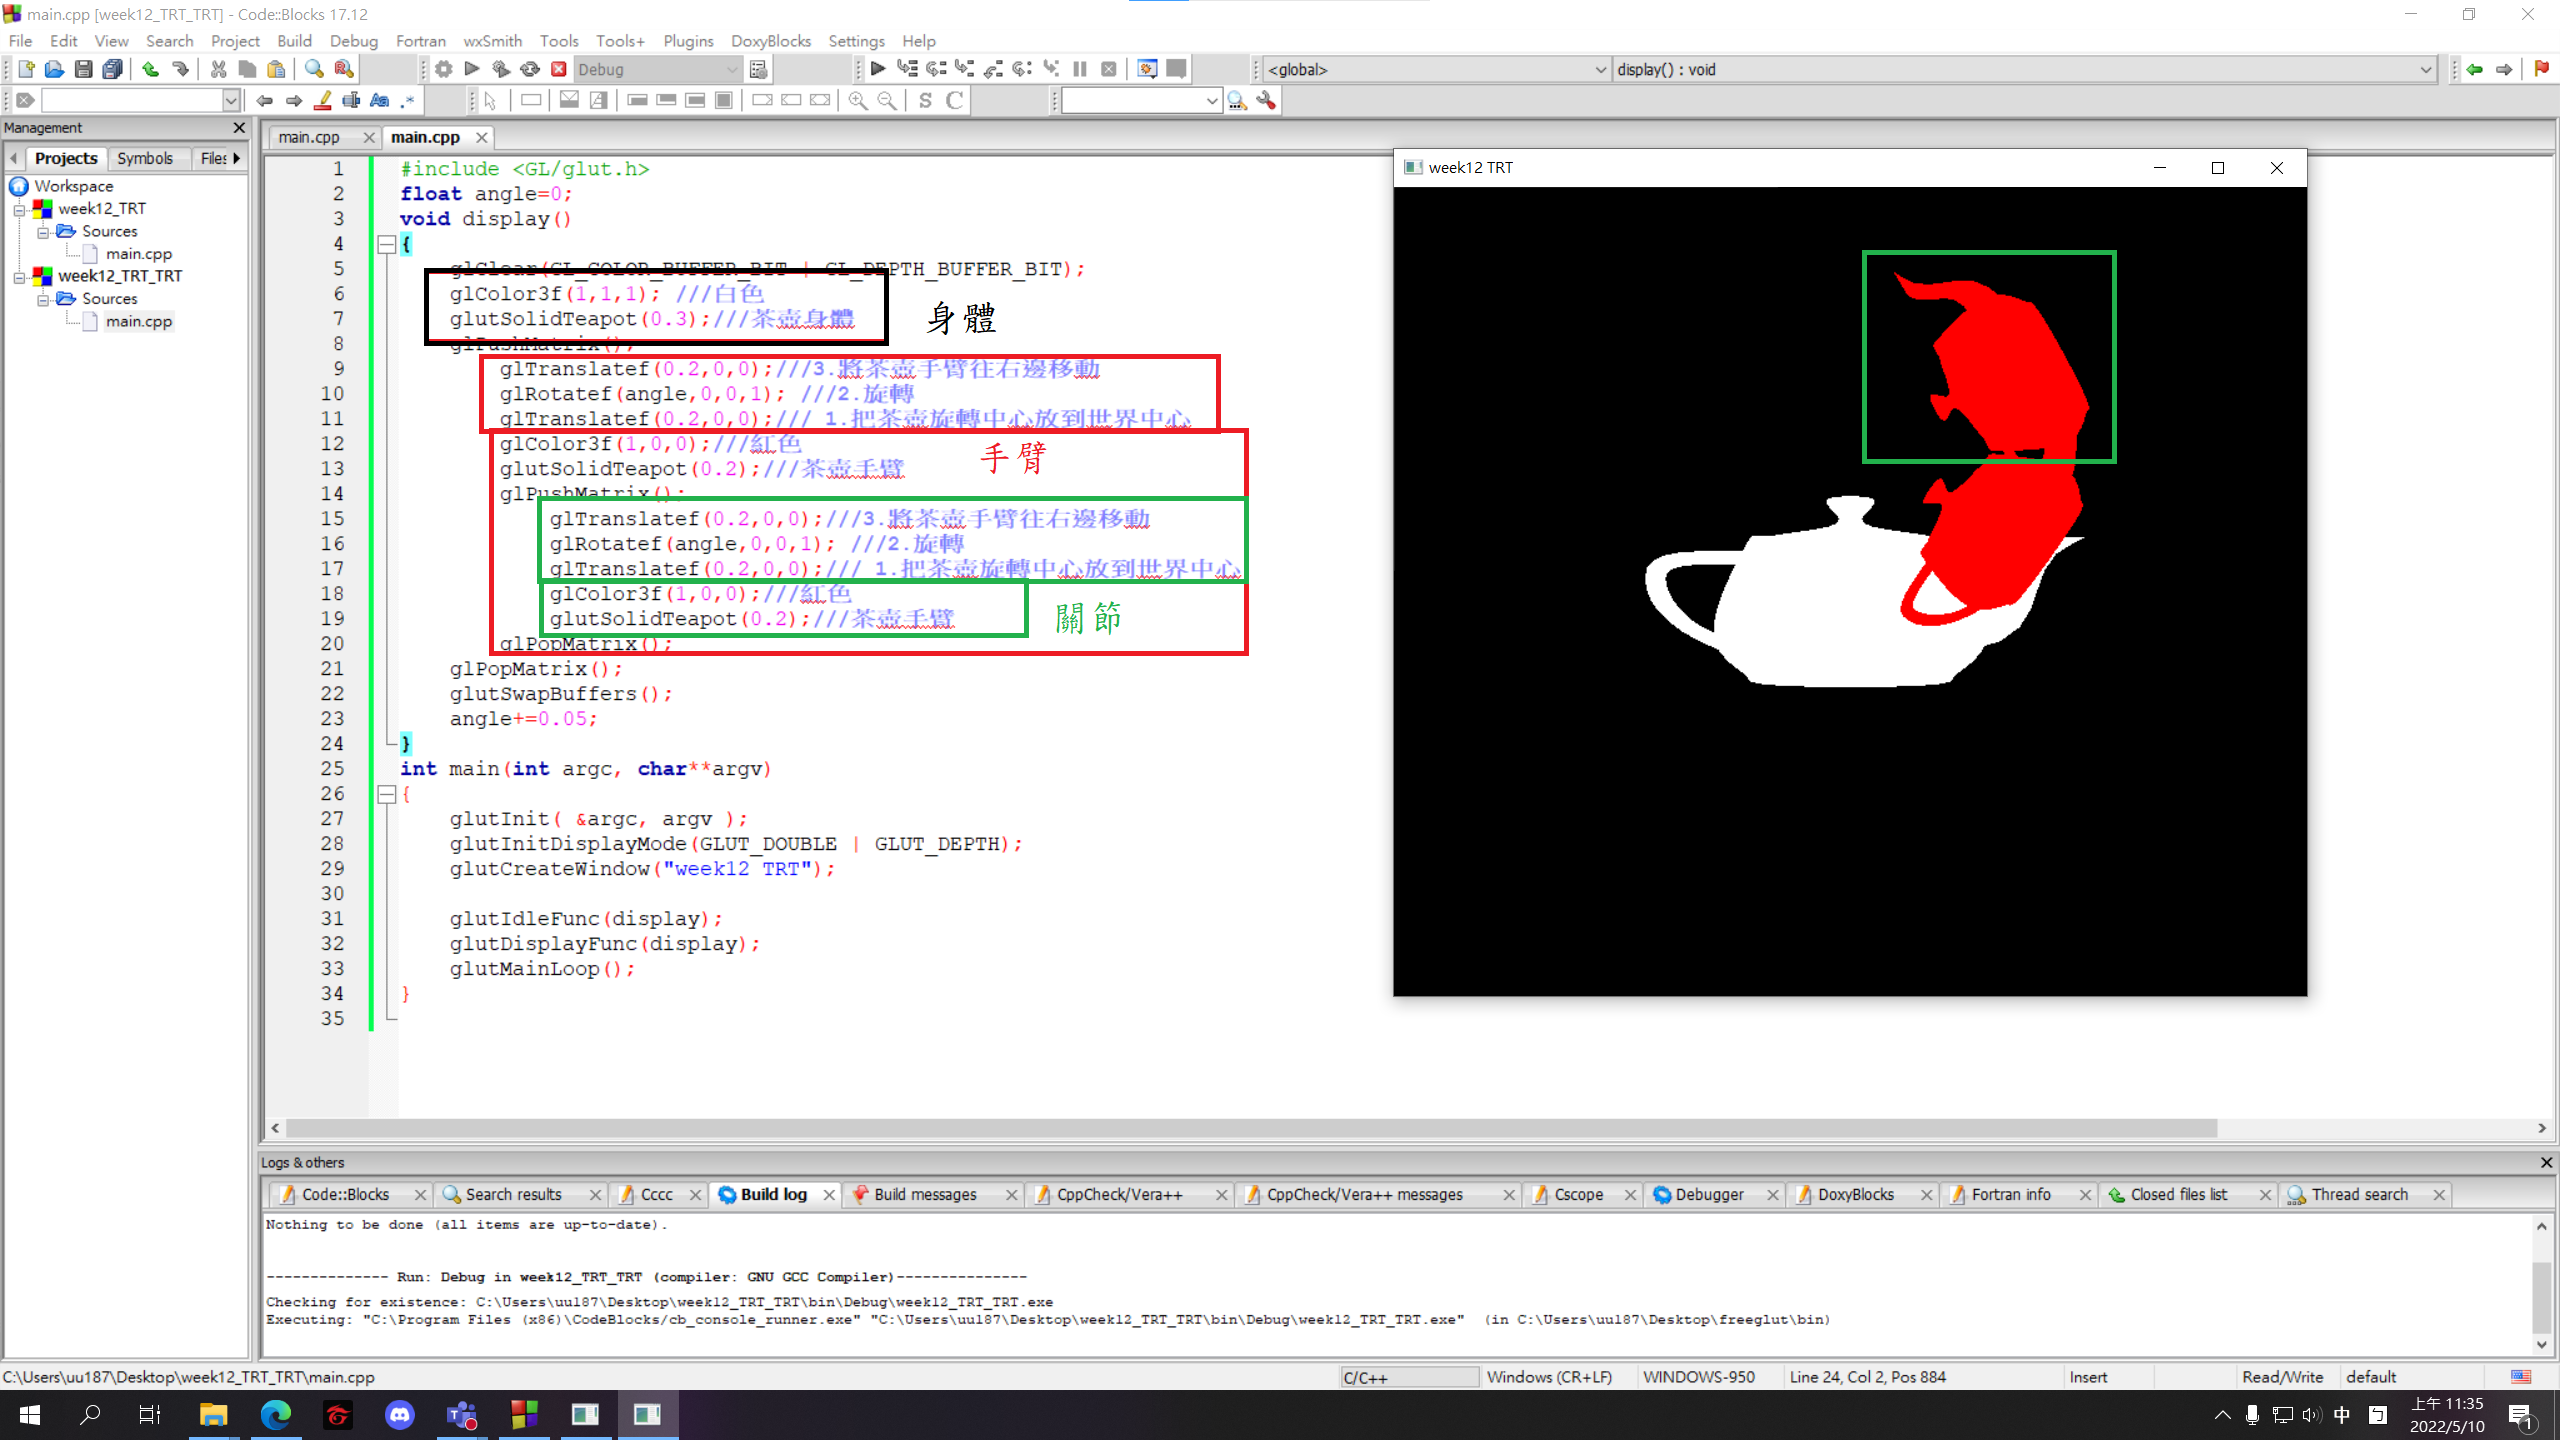 main.cpp [week12_TRT_TRT] - Code::Blocks 17.12
File Edit View Search Project Build Debug Fortran wxSmith Tools Tools+ Plugins DoxyBlocks Settings Help
Debug
<global>
display() : void
Management
Projects Symbols Files
Workspace
week12_TRT
Sources
main.cpp
week12_TRT_TRT
Sources
main.cpp
main.cpp main.cpp
1 #include <GL/glut.h>
2 float angle=0;
3 void display()
4 {
5 glClear(GL_COLOR_BUFFER_BIT | GL_DEPTH_BUFFER_BIT);
6 glColor3f(1,1,1); ///白色
7 glutSolidTeapot(0.3);///茶壺身體
身體
8 glPushMatrix();
9 glTranslatef(0.2,0,0);///3.將茶壺手臂往右邊移動
10 glRotatef(angle,0,0,1); ///2.旋轉
11 glTranslatef(0.2,0,0);/// 1.把茶壺旋轉中心放到世界中心
12 glColor3f(1,0,0);///紅色
手臂
13 glutSolidTeapot(0.2);///茶壺手臂
14 glPushMatrix();
15 glTranslatef(0.2,0,0);///3.將茶壺手臂往右邊移動
16 glRotatef(angle,0,0,1); ///2.旋轉
17 glTranslatef(0.2,0,0);/// 1.把茶壺旋轉中心放到世界中心
18 glColor3f(1,0,0);///紅色
19 glutSolidTeapot(0.2);///茶壺手臂
關節
20 glPopMatrix();
21 glPopMatrix();
22 glutSwapBuffers();
23 angle+=0.05;
24 }
25 int main(int argc, char**argv)
26 {
27 glutInit( &argc, argv );
28 glutInitDisplayMode(GLUT_DOUBLE | GLUT_DEPTH);
29 glutCreateWindow("week12 TRT");
30
31 glutIdleFunc(display);
32 glutDisplayFunc(display);
33 glutMainLoop();
34 }
35
week12 TRT
Logs & others
Code::Blocks Search results Cccc Build log Build messages CppCheck/Vera++ CppCheck/Vera++ messages Cscope Debugger DoxyBlocks Fortran info Closed files list Thread search
Nothing to be done (all items are up-to-date).
-------------- Run: Debug in week12_TRT_TRT (compiler: GNU GCC Compiler)---------------
Checking for existence: C:\Users\uu187\Desktop\week12_TRT_TRT\bin\Debug\week12_TRT_TRT.exe
Executing: "C:\Program Files (x86)\CodeBlocks/cb_console_runner.exe" "C:\Users\uu187\Desktop\week12_TRT_TRT\bin\Debug\week12_TRT_TRT.exe" (in C:\Users\uu187\Desktop\freeglut\bin)
C:\Users\uu187\Desktop\week12_TRT_TRT\main.cpp C/C++ Windows (CR+LF) WINDOWS-950 Line 24, Col 2, Pos 884 Insert Read/Write default
中 ㄅ 上午 11:35
2022/5/10
1